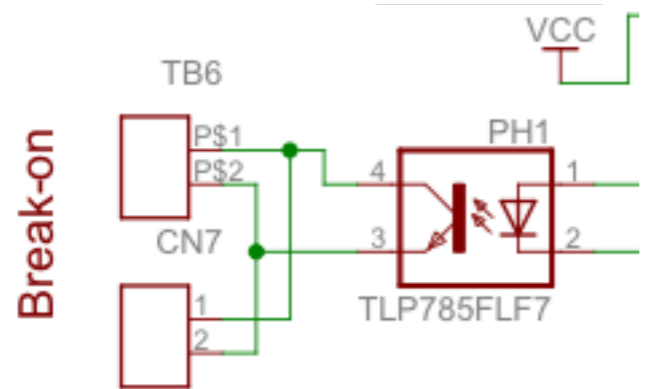 VCC
TB6
PH1
P$1
P$2
4
1
3
2
CN7
TLP785FLF7
1
2
Break-on